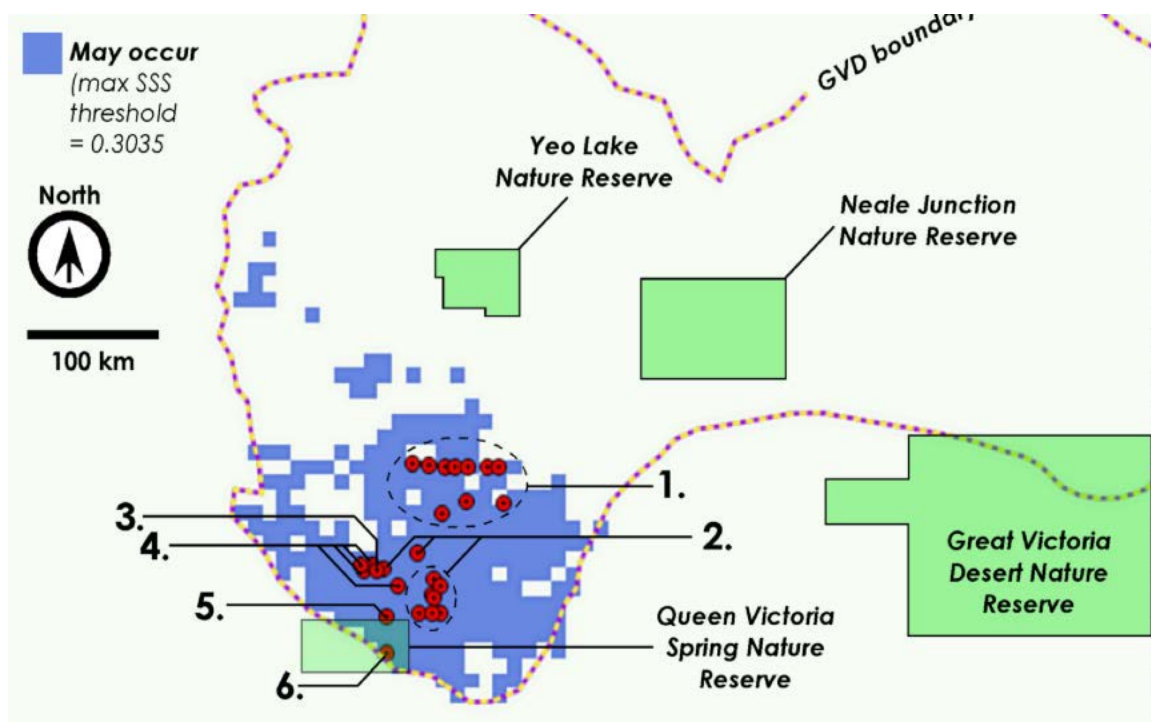 May occur
(max SSS
threshold
= 0.3035
North
100 km
GVD boundary
Yeo Lake
Nature Reserve
Neale Junction
Nature Reserve
1.
3.
4.
2.
Great Victoria
Desert Nature
Reserve
5.
Queen Victoria
Spring Nature
Reserve
6.